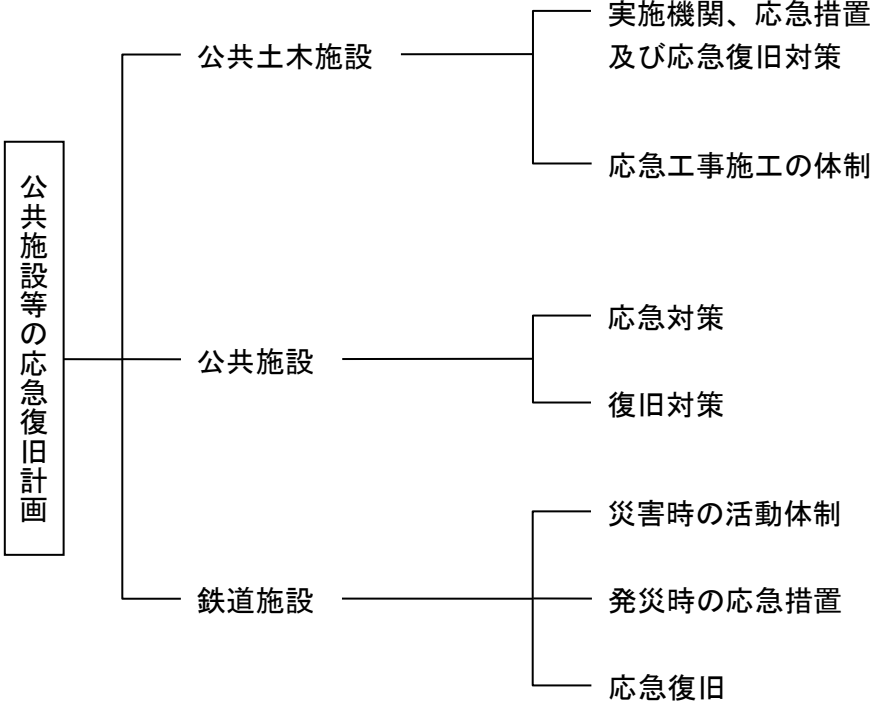 公共施設等の応急復旧計画
公共土木施設
実施機関、応急措置
及び応急復旧対策
応急工事施工の体制
公共施設
応急対策
復旧対策
鉄道施設
災害時の活動体制
発災時の応急措置
応急復旧